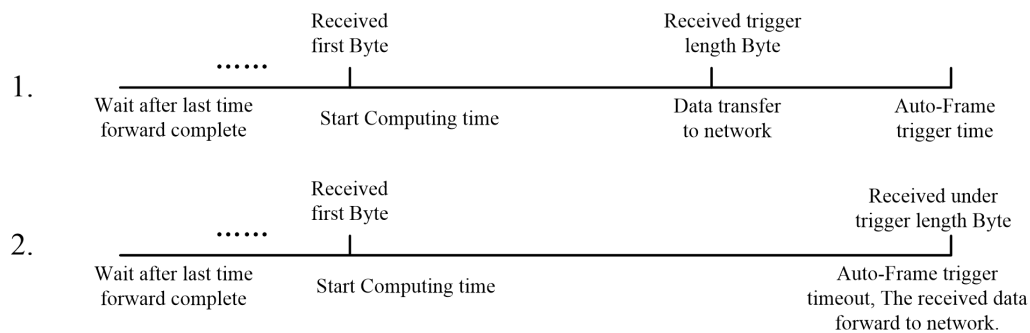 Received
first Byte
Received trigger
length Byte
......
1.
Wait after last time
forward complete
Start Computing time
Data transfer
to network
Auto-Frame
trigger time
Received
first Byte
Received under
trigger length Byte
......
2.
Wait after last time
forward complete
Start Computing time
Auto-Frame trigger
timeout, The received data
forward to network.